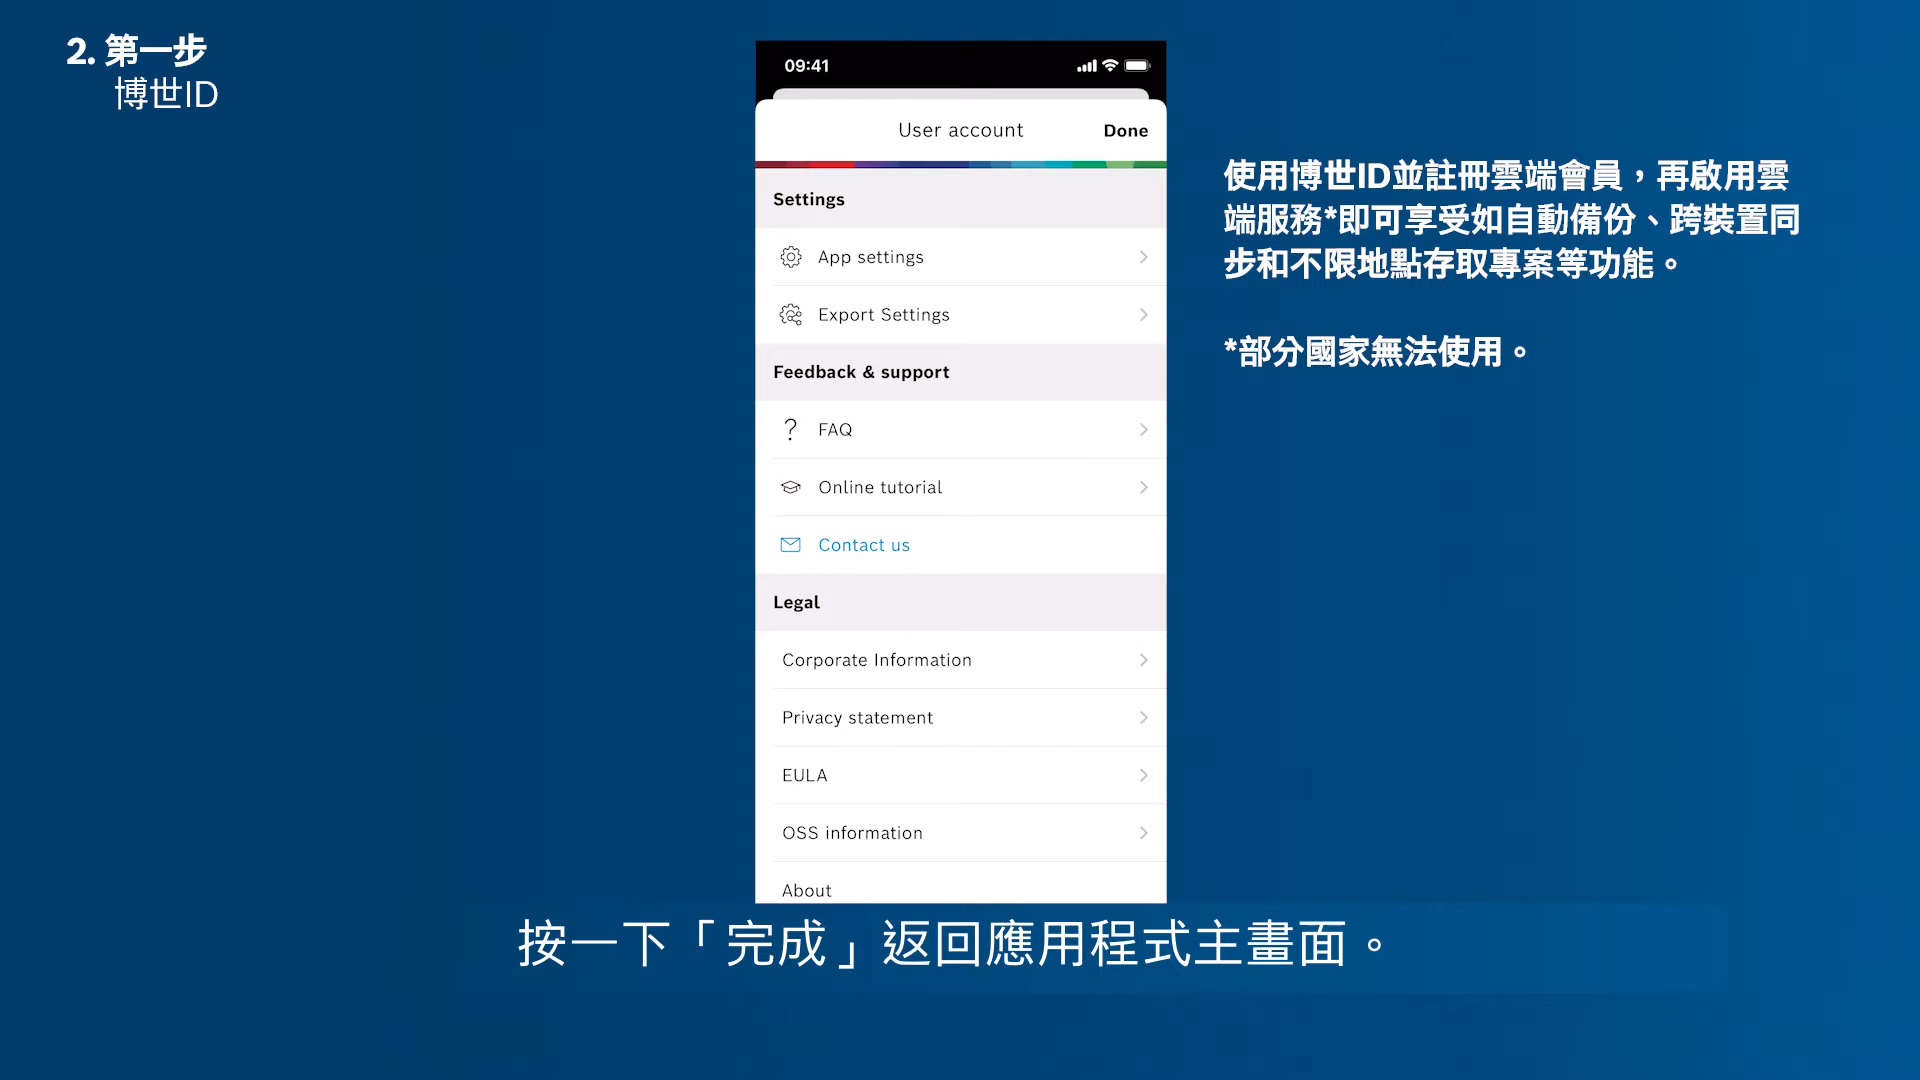 2. 第一步
博世ID
09:41
User account
Done
Settings
App settings
Export Settings
Feedback & support
FAQ
Online tutorial
Contact us
Legal
Corporate Information
Privacy statement
EULA
OSS information
About
使用博世ID並註冊雲端會員，再啟用雲
端服務*即可享受如自動備份、跨裝置同
步和不限地點存取專案等功能。
*部分國家無法使用。
按一下「完成」返回應用程式主畫面。